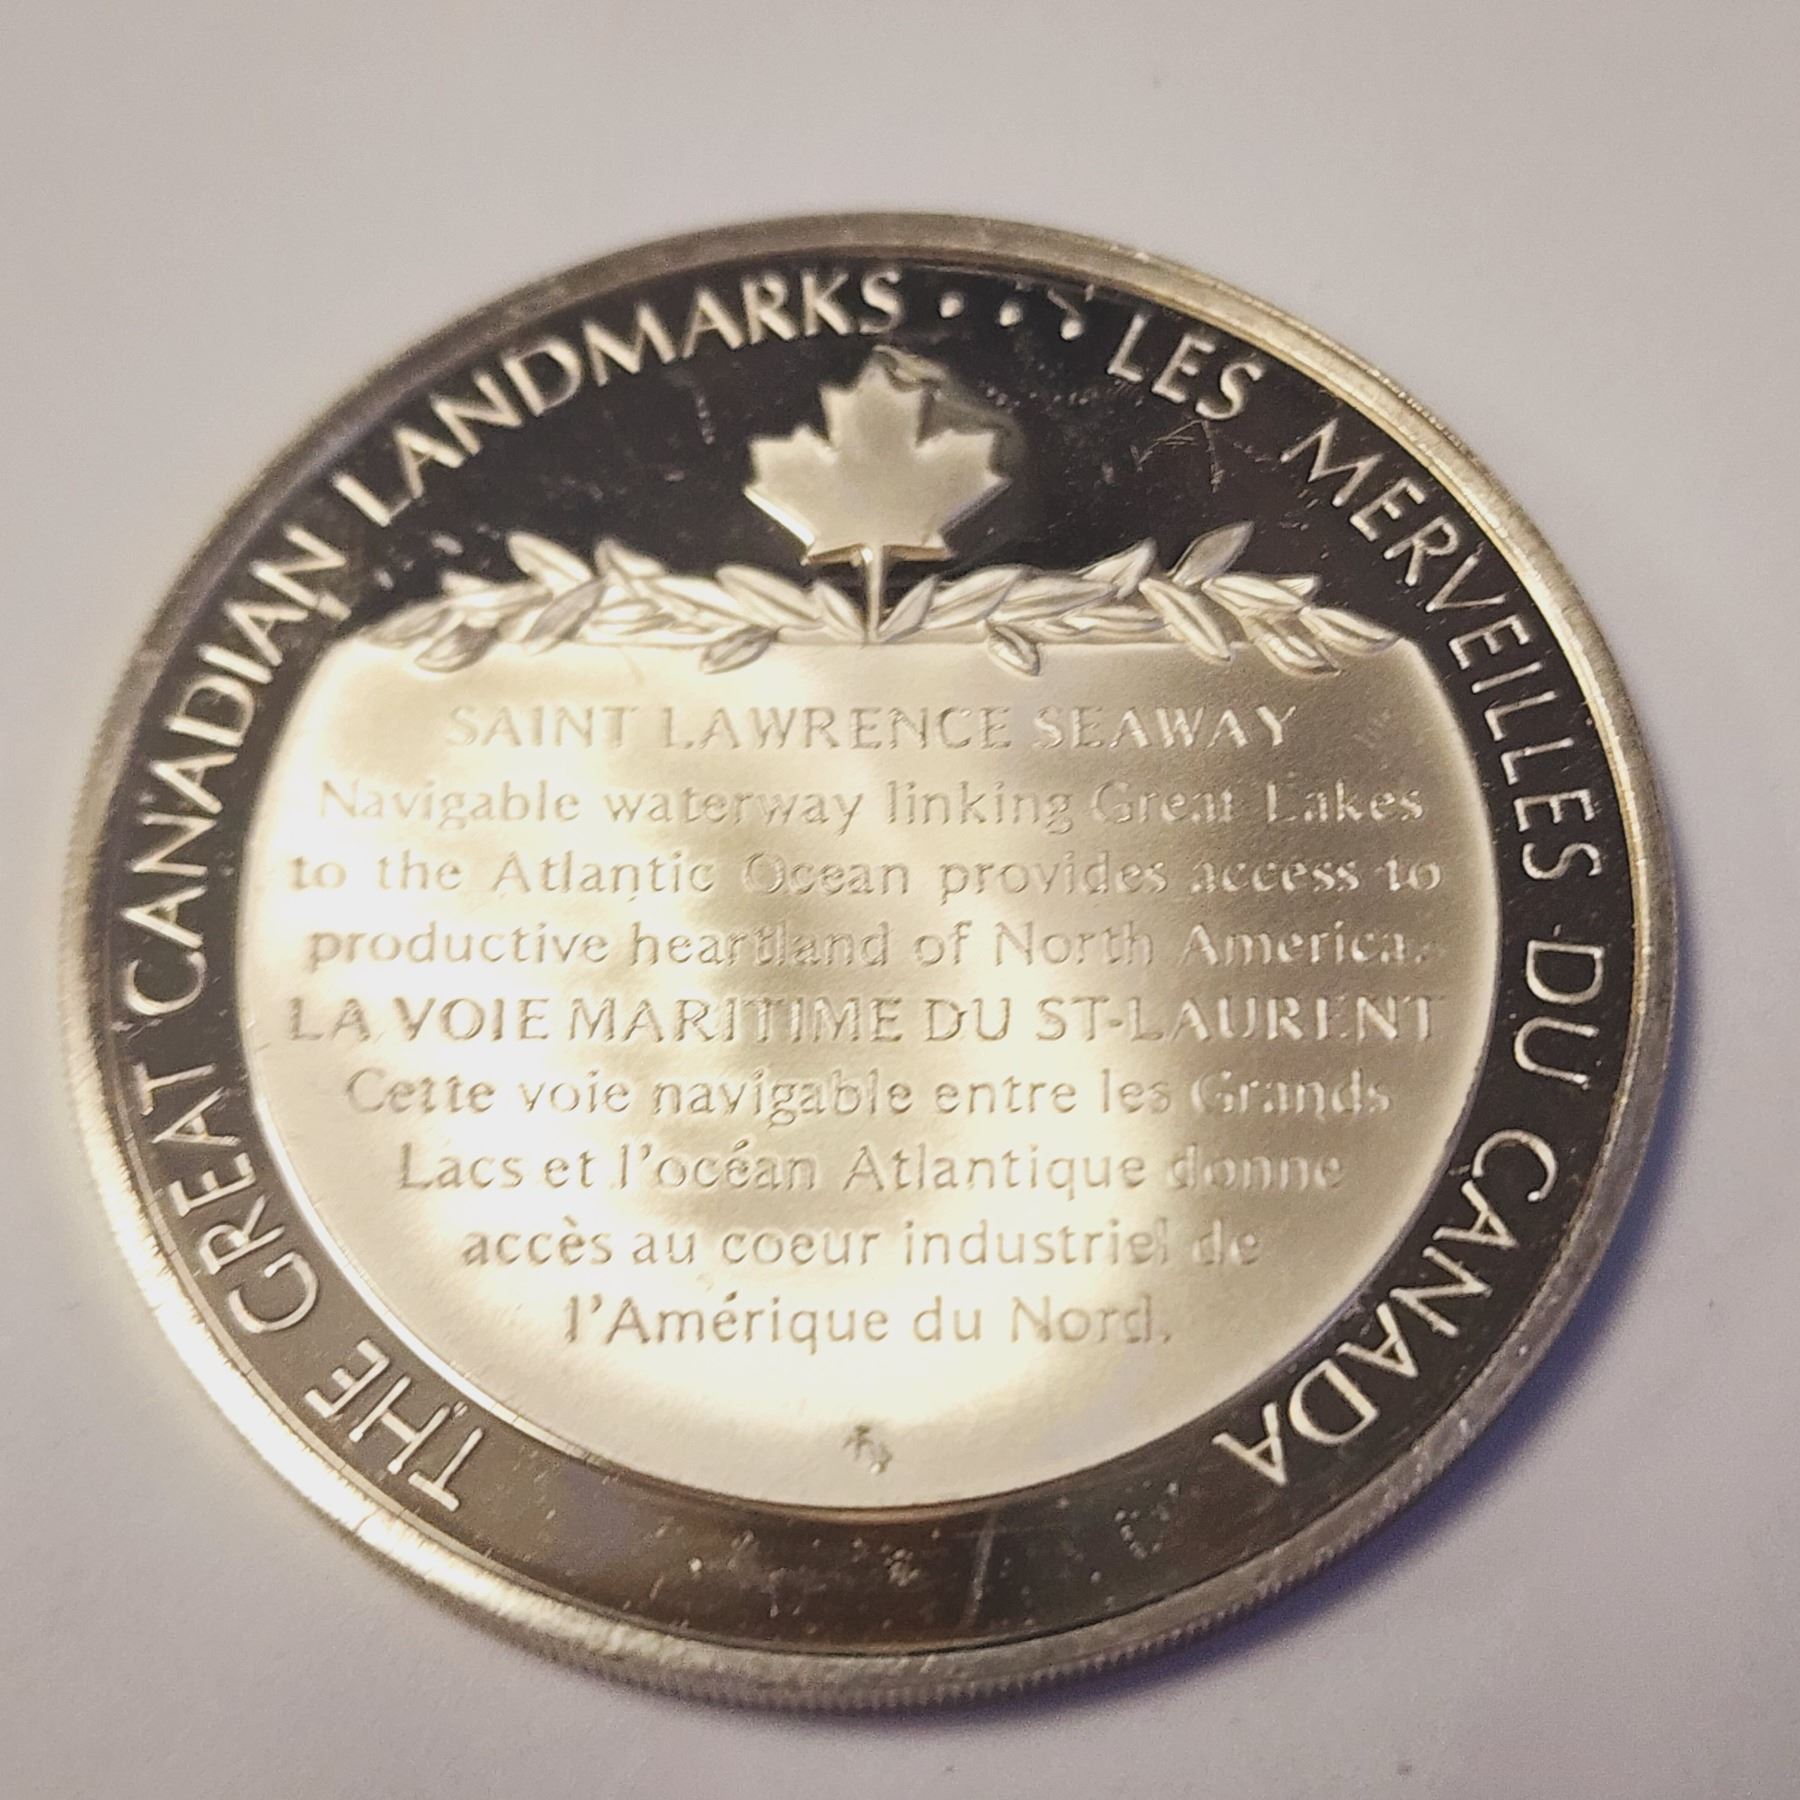 THE GREAT CANADIAN LANDMARKS . . . LES MERVEILLES DU CANADA
SAINT LAWRENCE SEAWAY
Navigable waterway linking Great Lakes
to the Atlantic Ocean provides access to
productive heartland of North America.
LA VOIE MARITIME DU ST-LAURENT
Cette voie navigable entre les Grands
Lacs et l'océan Atlantique donne
accès au coeur industriel de
l'Amérique du Nord.